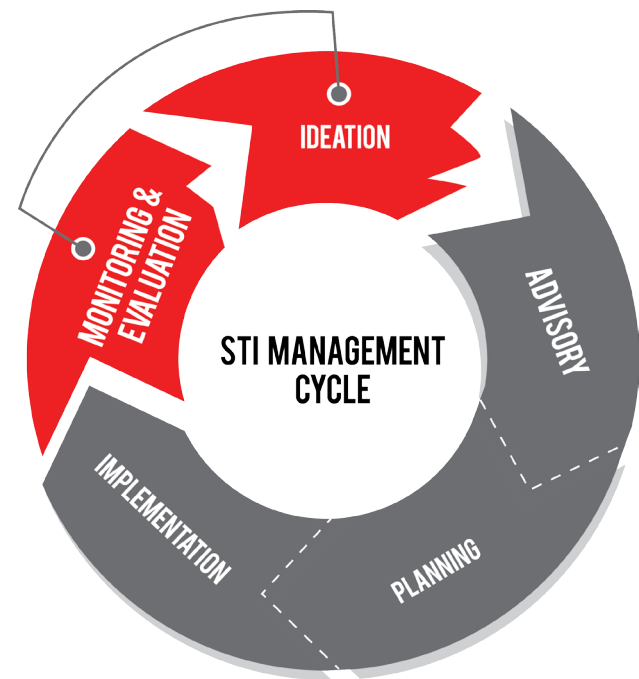 IDEATION
ADVISORY
PLANNING
IMPLEMENTATION
MONITORING &
EVALUATION
STI MANAGEMENT
CYCLE